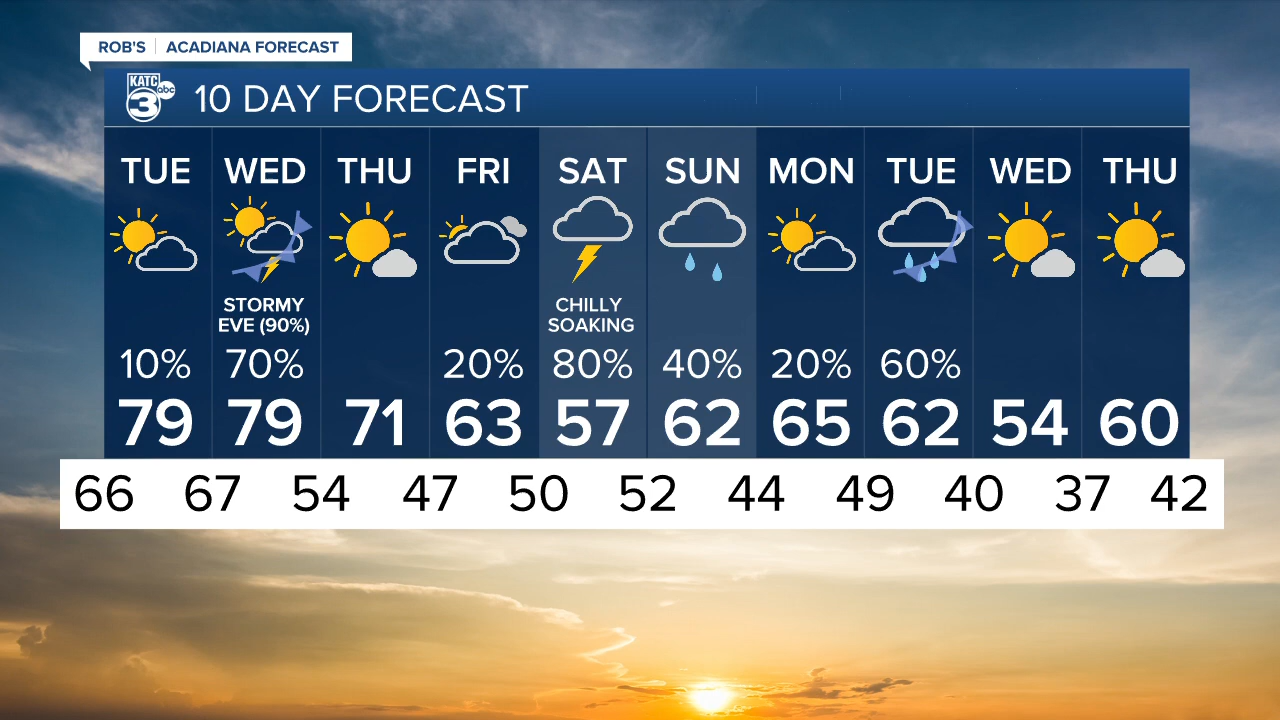 ROB'S ACADIANA FORECAST
KATC abc
3
10 DAY FORECAST
TUE WED THU FRI SAT SUN MON TUE WED THU
STORMY CHILLY
EVE (90%) SOAKING
10% 70% 20% 80% 40% 20% 60%
79 79 71 63 57 62 65 62 54 60
66 67 54 47 50 52 44 49 40 37 42